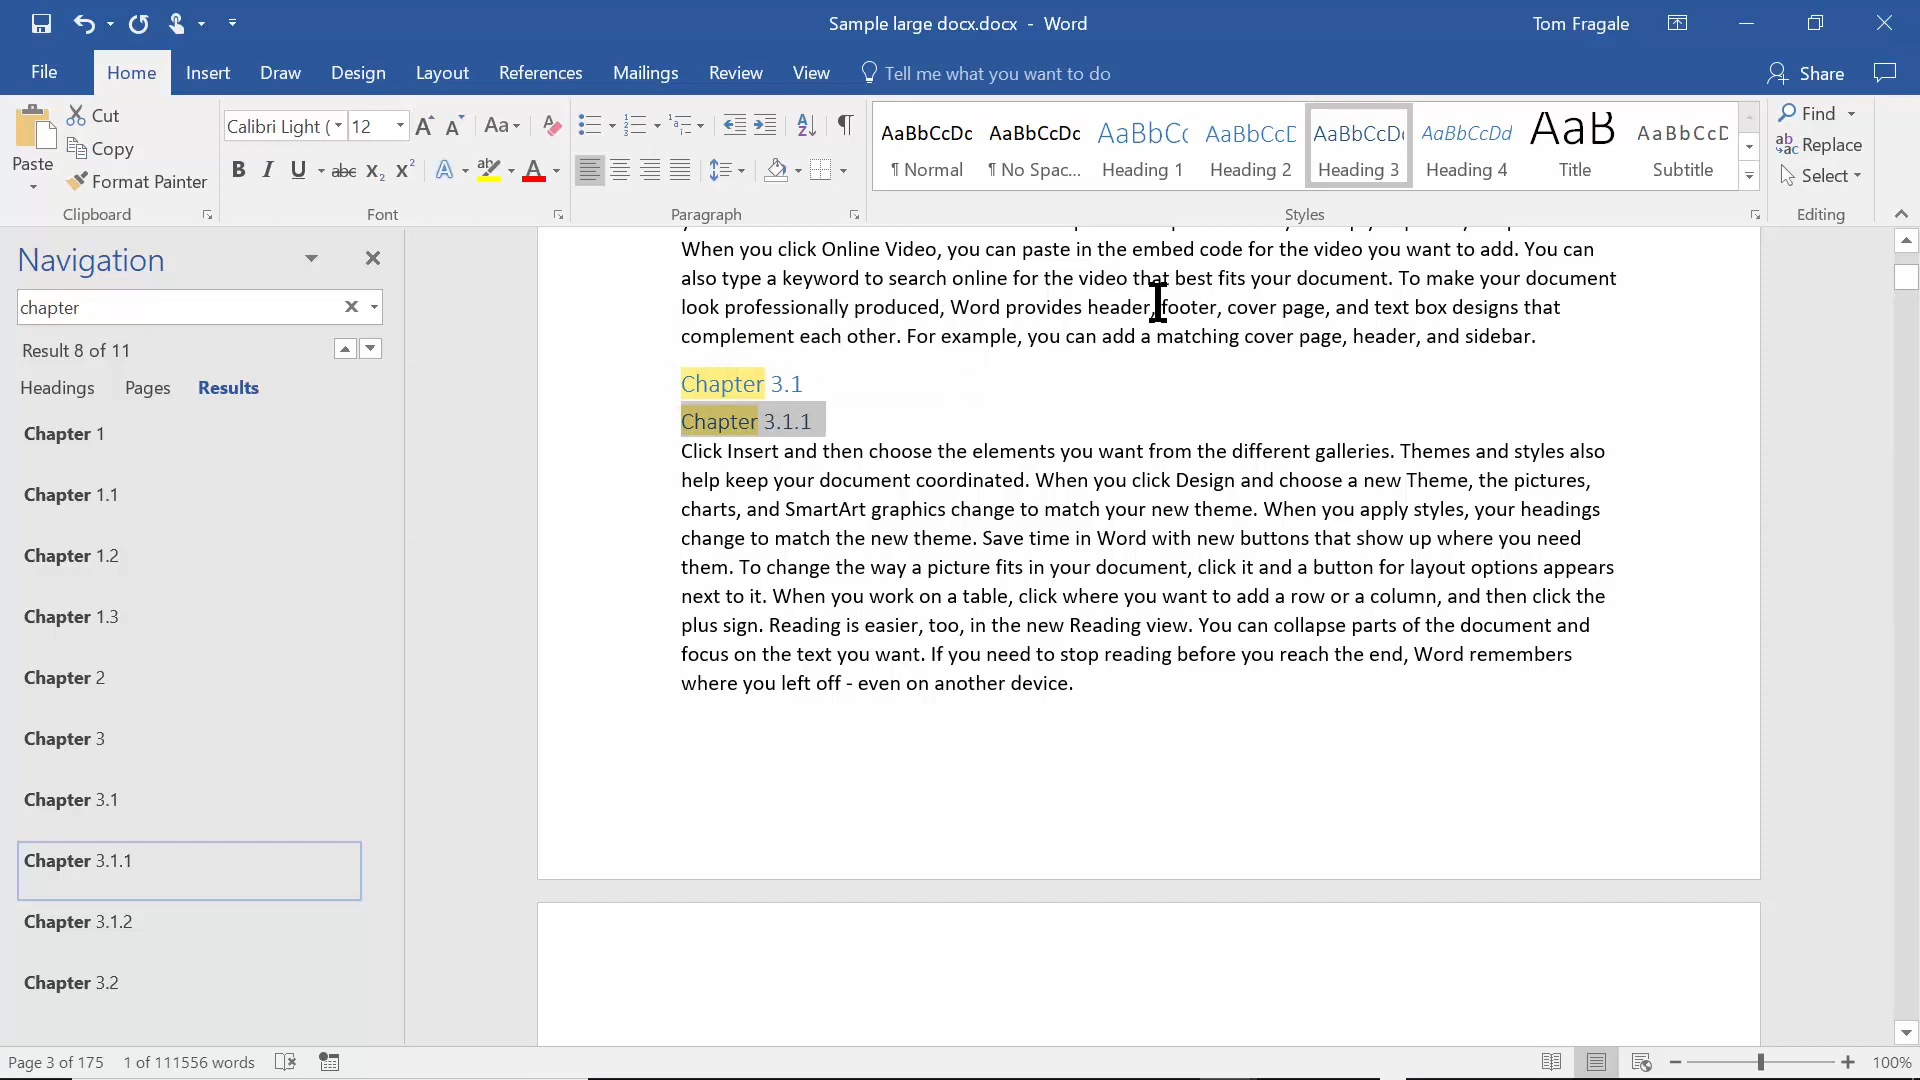 Sample large docx.docx - Word
Tom Fragale
File Home Insert Draw Design Layout References Mailings Review View Tell me what you want to do
Share
Paste
Cut
Copy
Format Painter
Clipboard
Calibri Light ( 12
Aa
B I U abc X₂ X² A ab A
Font
Paragraph
AaBbCcDc ¶ Normal
AaBbCcDc ¶ No Spac...
AaBbCc Heading 1
AaBbCcD Heading 2
AaBbCcDc Heading 3
AaBbCcDd Heading 4
AaB Title
AaBbCcD Subtitle
Styles
Find
Replace
Select
Editing
Navigation
chapter
Result 8 of 11
Headings Pages Results
Chapter 1
Chapter 1.1
Chapter 1.2
Chapter 1.3
Chapter 2
Chapter 3
Chapter 3.1
Chapter 3.1.1
Chapter 3.1.2
Chapter 3.2
When you click Online Video, you can paste in the embed code for the video you want to add. You can
also type a keyword to search online for the video that best fits your document. To make your document
look professionally produced, Word provides header, footer, cover page, and text box designs that
complement each other. For example, you can add a matching cover page, header, and sidebar.
Chapter 3.1
Chapter 3.1.1
Click Insert and then choose the elements you want from the different galleries. Themes and styles also
help keep your document coordinated. When you click Design and choose a new Theme, the pictures,
charts, and SmartArt graphics change to match your new theme. When you apply styles, your headings
change to match the new theme. Save time in Word with new buttons that show up where you need
them. To change the way a picture fits in your document, click it and a button for layout options appears
next to it. When you work on a table, click where you want to add a row or a column, and then click the
plus sign. Reading is easier, too, in the new Reading view. You can collapse parts of the document and
focus on the text you want. If you need to stop reading before you reach the end, Word remembers
where you left off - even on another device.
Page 3 of 175 1 of 111556 words
100%